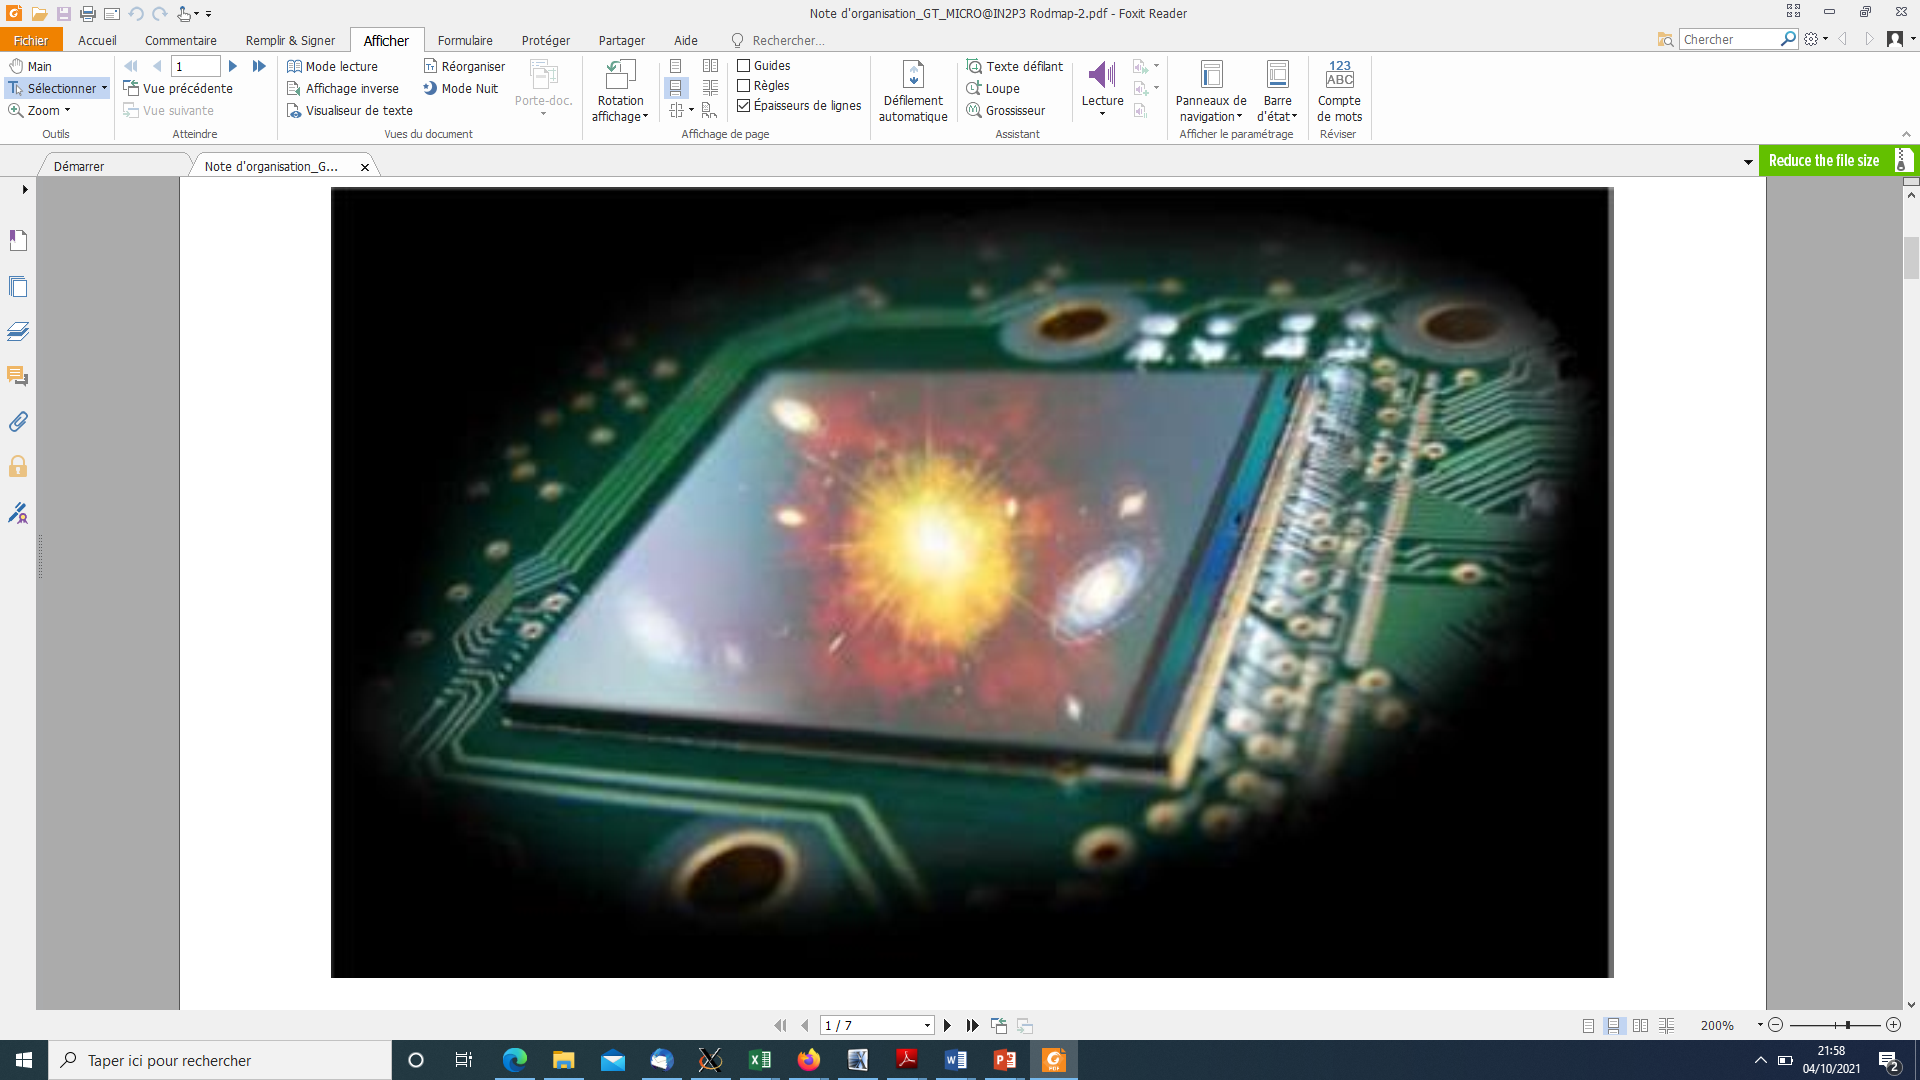 Note d'organisation_GT_MICRO@IN2P3 Rodmap-2.pdf - Foxit Reader
Fichier Accueil Commentaire Remplir & Signer Afficher Formulaire Protéger Partager Aide Rechercher... Chercher
Main 1 Mode lecture Réorganiser Guides Texte défilant
Sélectionner Vue précédente Affichage inverse Mode Nuit Règles Loupe
Zoom Vue suivante Visualiseur de texte Épaisseurs de lignes Grossisseur
Porte-doc.
Rotation affichage
Défilement automatique
Lecture
Panneaux de navigation
Barre d'état
123 ABC
Compte de mots
Outils Atteindre Vues du document Affichage de page Assistant Afficher le paramétrage Réviser
Démarrer Note d'organisation_G... Reduce the file size
1 / 7 200%
Taper ici pour rechercher
21:58
04/10/2021
2